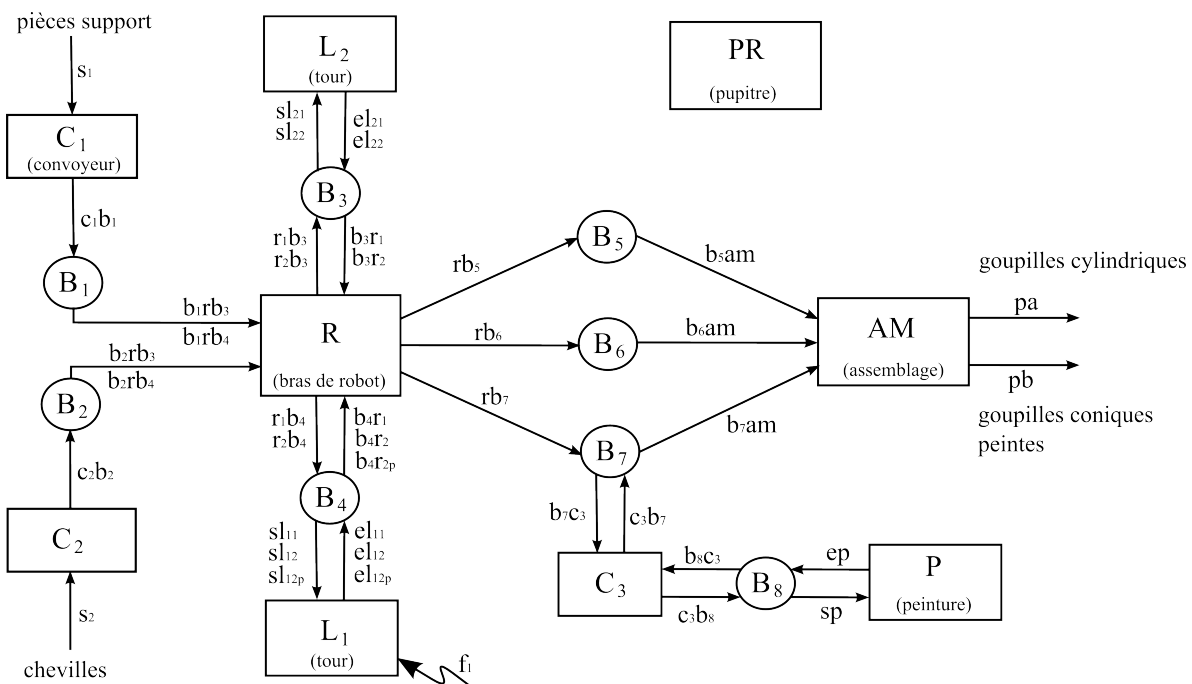 pièces support
s1
C1
(convoyeur)
c1b1
B1
b1rb3
b1rb4
b2rb3
b2rb4
B2
c2b2
C2
s2
chevilles
L2
(tour)
sl21
sl22
el21
el22
B3
r1b3
r2b3
b3r1
b3r2
R
(bras de robot)
r1b4
r2b4
b4r1
b4r2
b4r2p
B4
sl11
sl12
sl12p
el11
el12
el12p
L1
(tour)
f1
PR
(pupitre)
rb5
B5
b5am
rb6
B6
b6am
rb7
B7
b7am
b7c3
c3b7
C3
b8c3
c3b8
B8
ep
sp
P
(peinture)
AM
(assemblage)
goupilles cylindriques
pa
pb
goupilles coniques
peintes